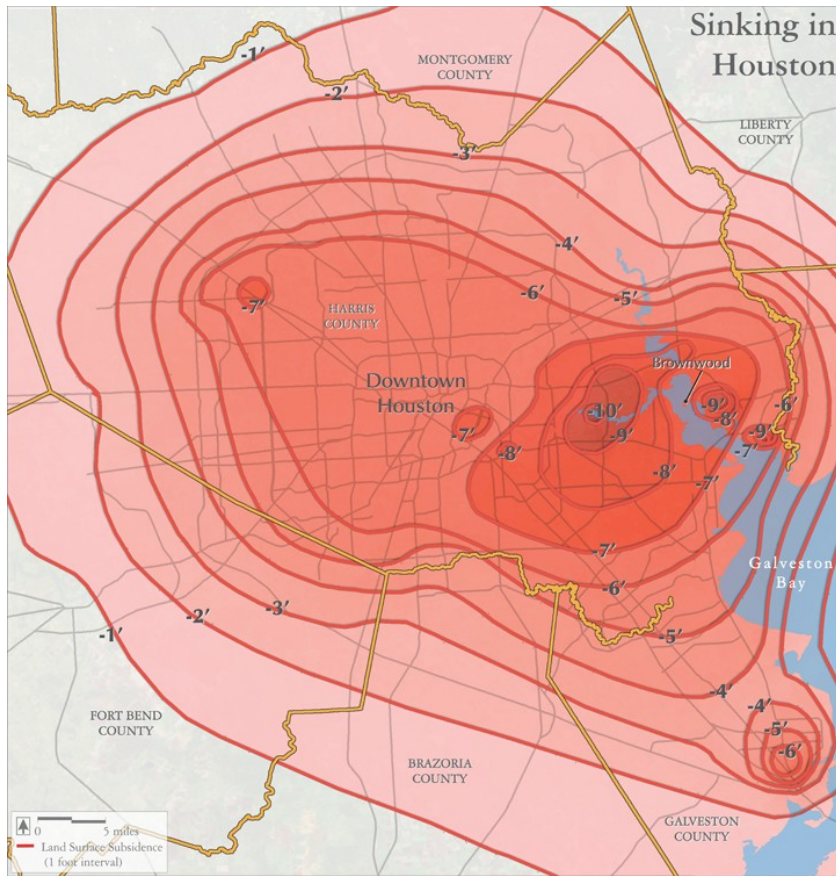 Sinking in
Houston
-1'
MONTGOMERY
COUNTY
-2'
LIBERTY
COUNTY
-3'
-4'
-6'
-5'
-7'
HARRIS
COUNTY
Brownwood
Downtown
Houston
-10'
-9'
-9'
-8'
-6'
-9'
-7'
-7'
-8'
-8'
-7'
-7'
Galveston
Bay
-6'
-5'
-1'
-2'
-3'
-4'
-4'
-5'
-6'
FORT BEND
COUNTY
BRAZORIA
COUNTY
GALVESTON
COUNTY
0 5 miles
Land Surface Subsidence
(1 foot interval)